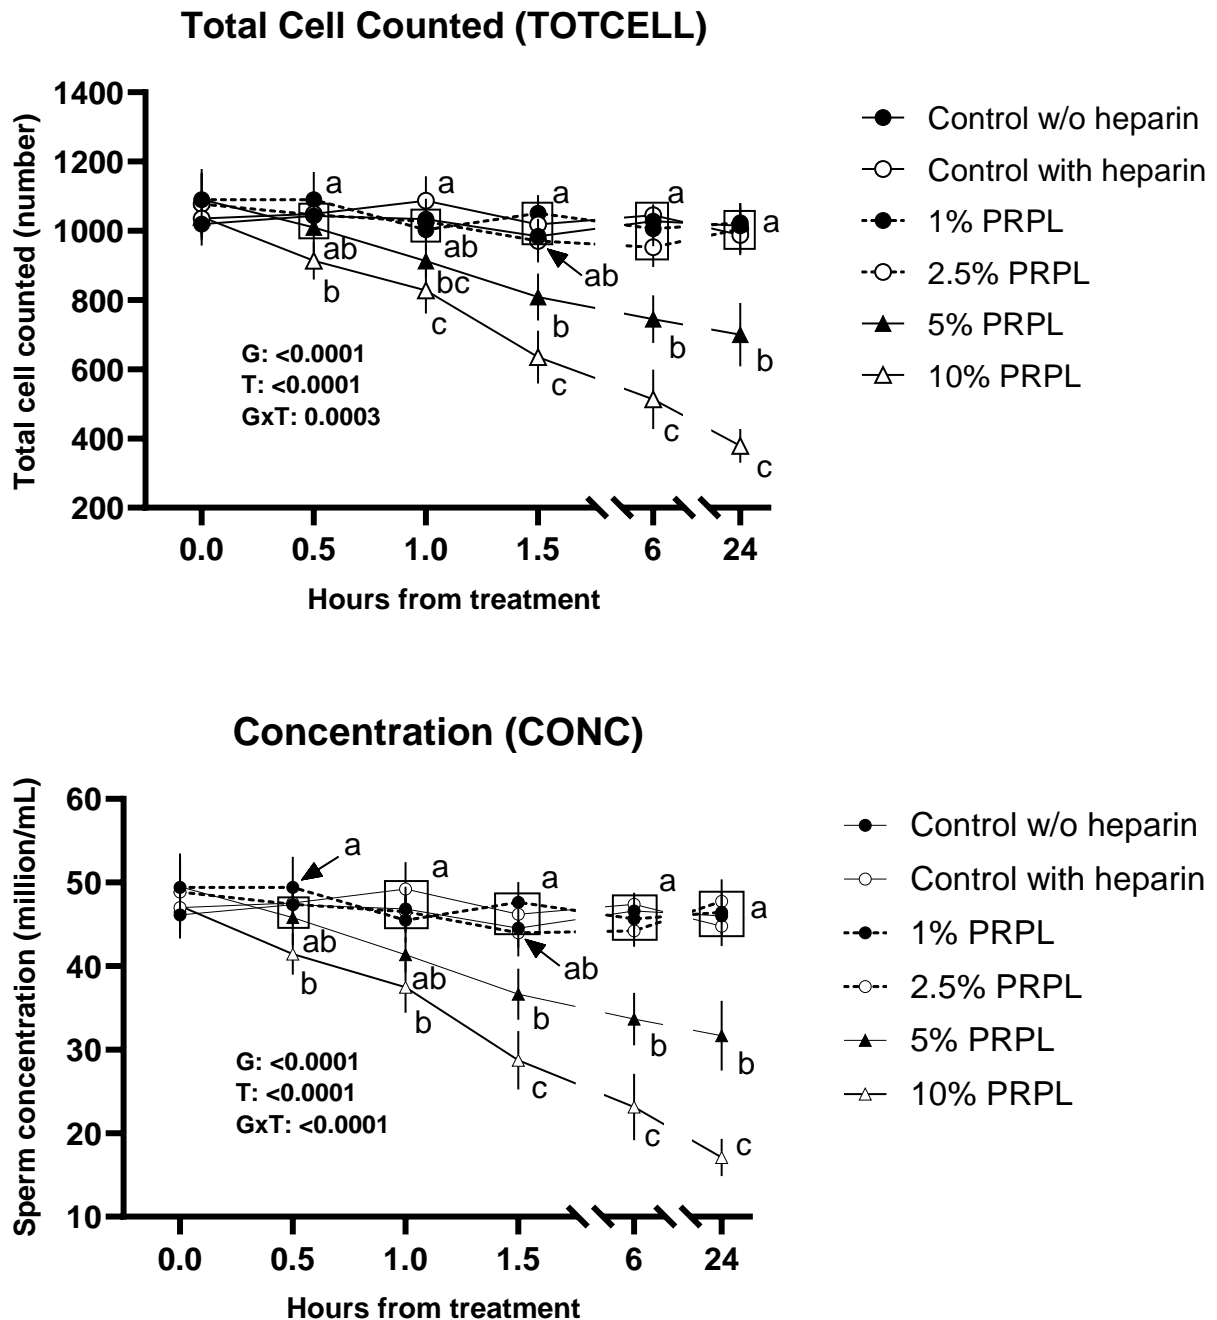 Total Cell Counted (TOTCELL)
Total cell counted (number)
1400
1200
1000
800
600
400
200
a
a
a
a
a
ab
ab
ab
b
bc
c
b
b
b
c
c
c
G: <0.0001
T: <0.0001
GxT: 0.0003
0.0 0.5 1.0 1.5 6 24
Hours from treatment
Control w/o heparin
Control with heparin
1% PRPL
2.5% PRPL
5% PRPL
10% PRPL
Concentration (CONC)
Sperm concentration (million/mL)
60
50
40
30
20
10
a
a
a
a
a
ab
ab
ab
b
b
b
b
b
c
c
c
G: <0.0001
T: <0.0001
GxT: <0.0001
0.0 0.5 1.0 1.5 6 24
Hours from treatment
Control w/o heparin
Control with heparin
1% PRPL
2.5% PRPL
5% PRPL
10% PRPL